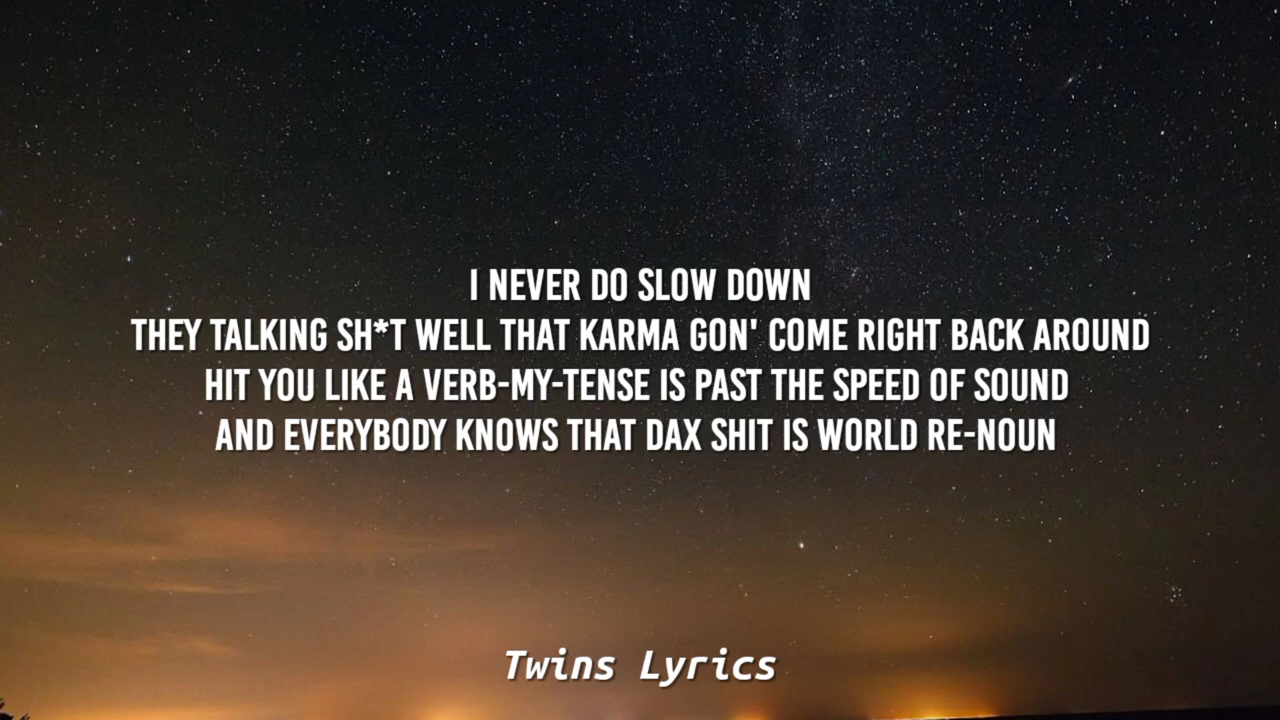 I NEVER DO SLOW DOWN
THEY TALKING SH*T WELL THAT KARMA GON' COME RIGHT BACK AROUND
HIT YOU LIKE A VERB-MY-TENSE IS PAST THE SPEED OF SOUND
AND EVERYBODY KNOWS THAT DAX SHIT IS WORLD RE-NOUN
Twins Lyrics